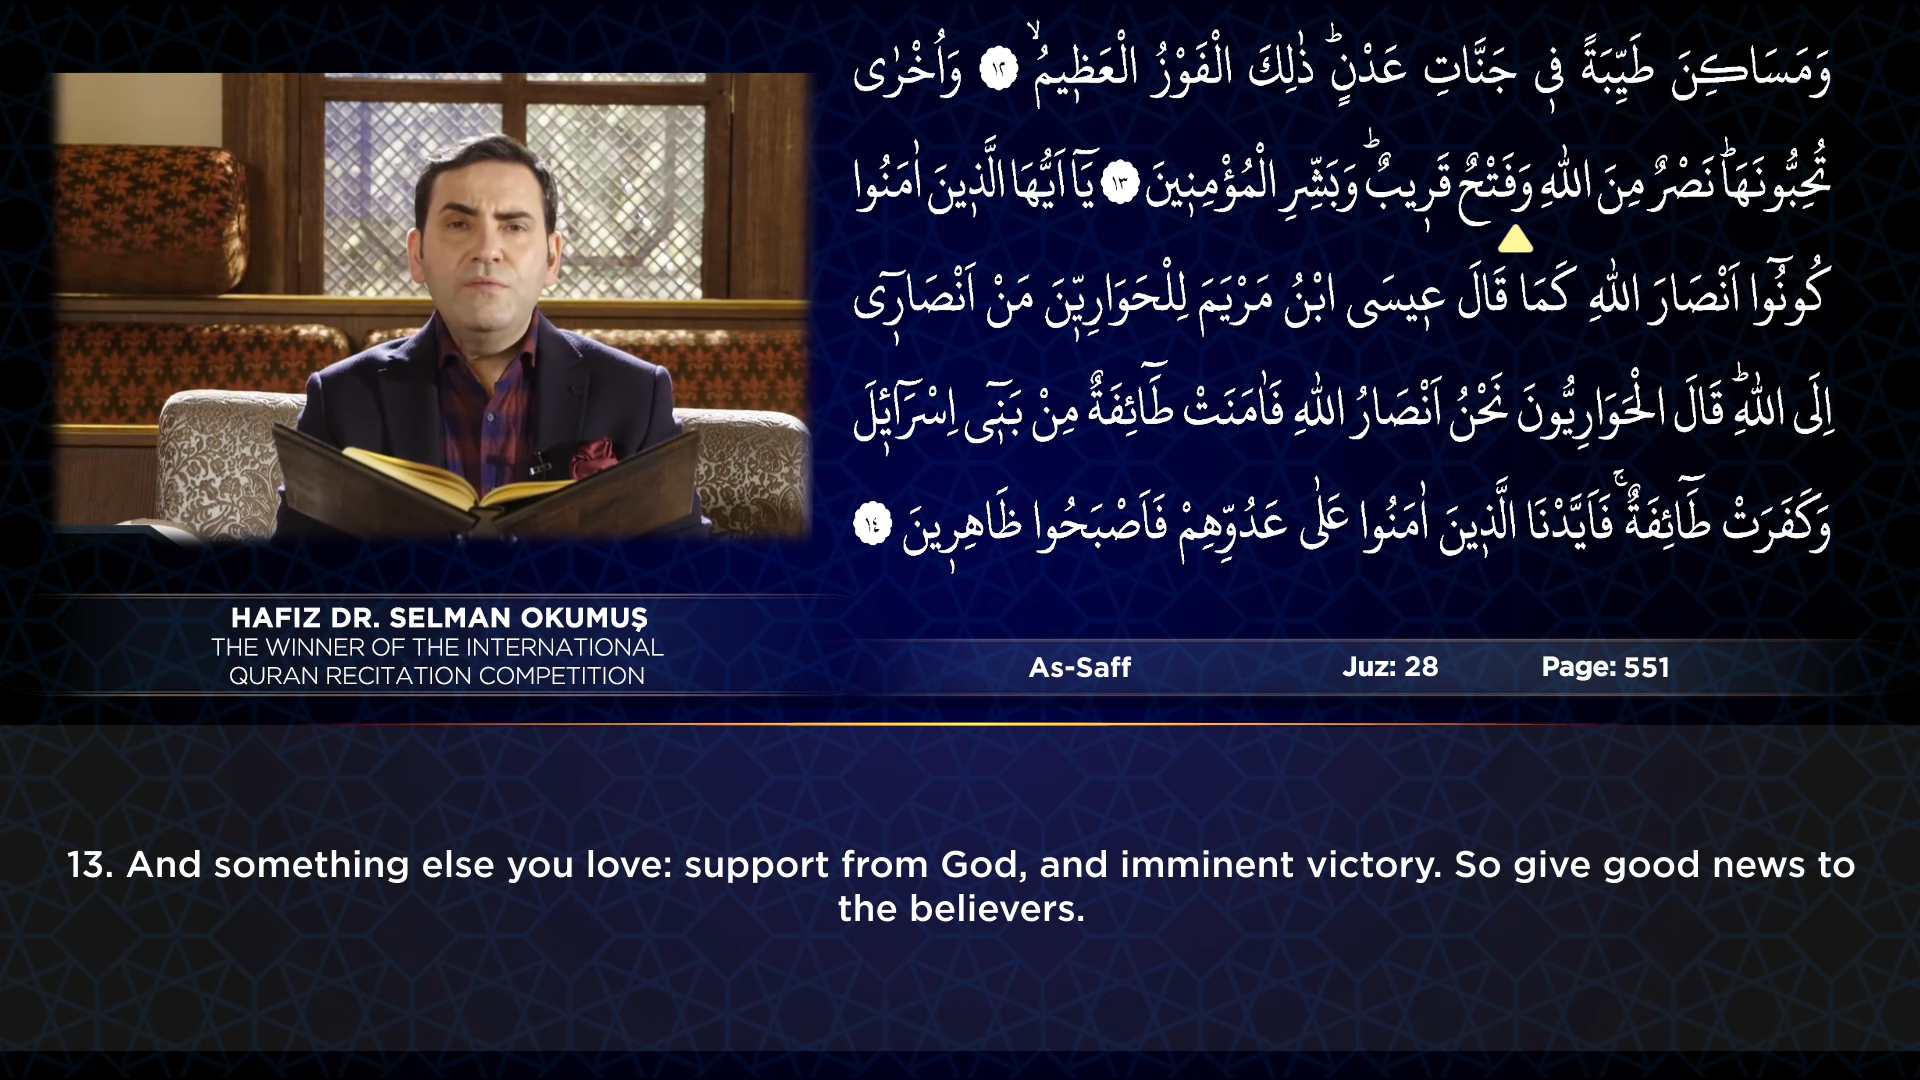 وَمَسَاكِنَ طَيِّبَةً ف۪ي جَنَّاتِ عَدْنٍۜ ذٰلِكَ الْفَوْزُ الْعَظ۪يمُۙ ١٢ وَاُخْرٰى
تُحِبُّونَهَاۜ نَصْرٌ مِنَ اللّٰهِ وَفَتْحٌ قَر۪يبٌۜ وَبَشِّرِ الْمُؤْمِن۪ينَ ١٣ يَٓا اَيُّهَا الَّذ۪ينَ اٰمَنُوا
كُونُٓوا اَنْصَارَ اللّٰهِ كَمَا قَالَ ع۪يسَى ابْنُ مَرْيَمَ لِلْحَوَارِيّ۪نَ مَنْ اَنْصَار۪ٓي
اِلَى اللّٰهِۜ قَالَ الْحَوَارِيُّونَ نَحْنُ اَنْصَارُ اللّٰهِ فَاٰمَنَتْ طَٓائِفَةٌ مِنْ بَن۪ٓي اِسْرَٓائ۪لَ
وَكَفَرَتْ طَٓائِفَةٌۚ فَاَيَّدْنَا الَّذ۪ينَ اٰمَنُوا عَلٰى عَدُوِّهِمْ فَاَصْبَحُوا ظَاهِر۪ينَ ١٤
HAFIZ DR. SELMAN OKUMUŞ
THE WINNER OF THE INTERNATIONAL
QURAN RECITATION COMPETITION
As-Saff Juz: 28 Page: 551
13. And something else you love: support from God, and imminent victory. So give good news to
the believers.